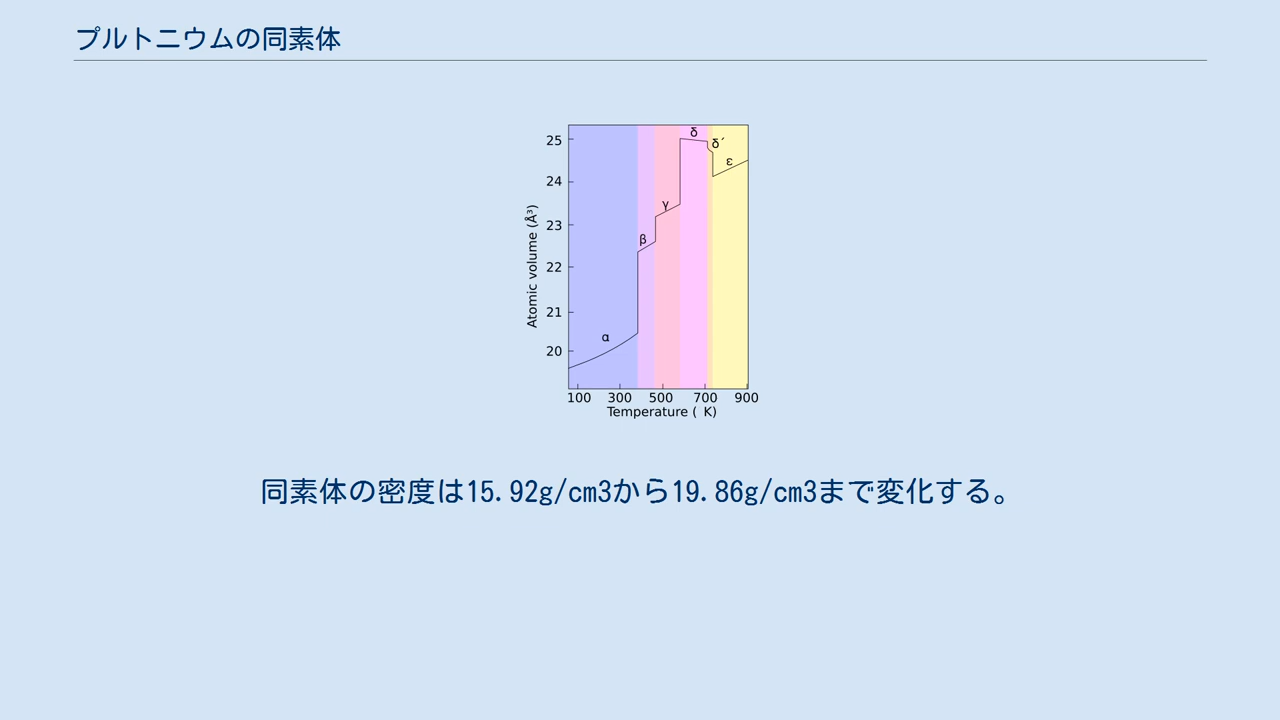 プルトニウムの同素体
δ
δ´
25
ε
24
γ
23
β
22
21
α
20
Atomic volume (Å³)
100 300 500 700 900
Temperature ( K)
同素体の密度は15.92g/cm3から19.86g/cm3まで変化する。